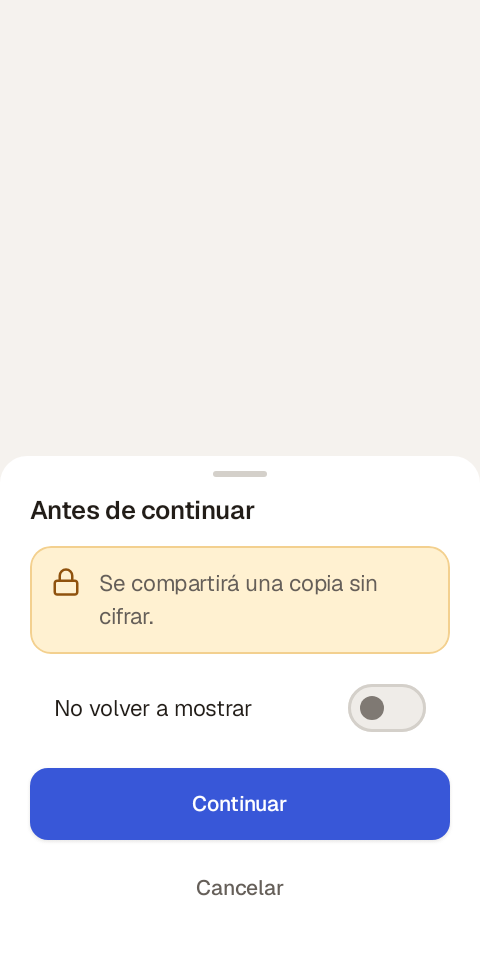 Antes de continuar
Se compartirá una copia sin
cifrar.
No volver a mostrar
Continuar
Cancelar